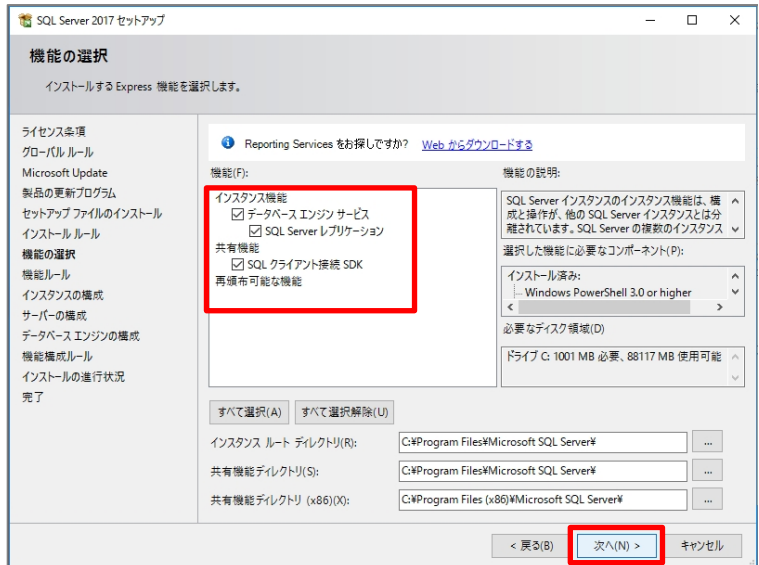 SQL Server 2017 セットアップ
機能の選択
インストールする Express 機能を選択します。
ライセンス条項
グローバル ルール
Microsoft Update
製品の更新プログラム
セットアップ ファイルのインストール
インストール ルール
機能の選択
機能ルール
インスタンスの構成
サーバーの構成
データベース エンジンの構成
機能構成ルール
インストールの進行状況
完了
Reporting Services をお探しですか? Web からダウンロードする
機能(F):
インスタンス機能
データベース エンジン サービス
SQL Server レプリケーション
共有機能
SQL クライアント接続 SDK
再頒布可能な機能
機能の説明:
SQL Server インスタンスのインスタンス機能は、構
成と操作が、他の SQL Server インスタンスとは分
離されています。SQL Server の複数のインスタンス
選択した機能に必要なコンポーネント(P):
インストール済み:
Windows PowerShell 3.0 or higher
必要なディスク領域(D)
ドライブ C: 1001 MB 必要、88117 MB 使用可能
すべて選択(A) すべて選択解除(U)
インスタンス ルート ディレクトリ(R): C:¥Program Files¥Microsoft SQL Server¥ ...
共有機能ディレクトリ(S): C:¥Program Files¥Microsoft SQL Server¥ ...
共有機能ディレクトリ (x86)(X): C:¥Program Files (x86)¥Microsoft SQL Server¥ ...
< 戻る(B) 次へ(N) > キャンセル